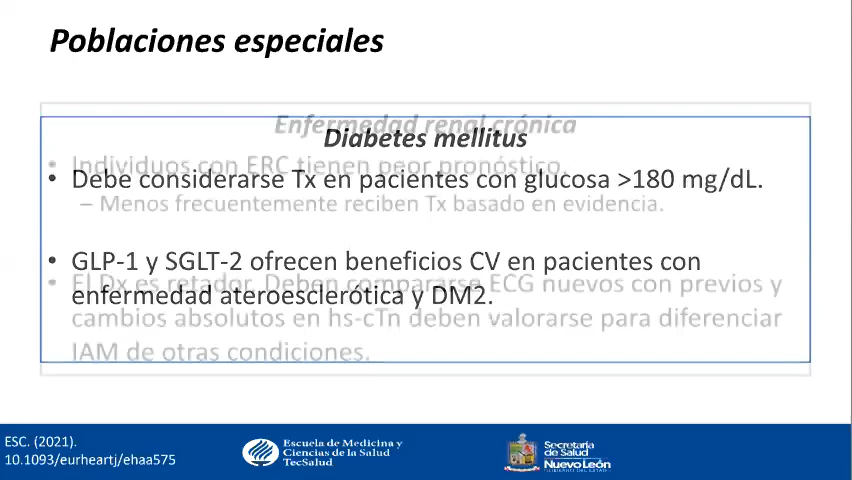 Poblaciones especiales
Enfermedad renal crónica
Diabetes mellitus
• Individuos con ERC tienen peor pronóstico.
• Debe considerarse Tx en pacientes con glucosa >180 mg/dL.
– Menos frecuentemente reciben Tx basado en evidencia.
• GLP-1 y SGLT-2 ofrecen beneficios CV en pacientes con
• El Dx es retador. Deben compararse ECG nuevos con previos y
enfermedad ateroesclerótica y DM2.
cambios absolutos en hs-cTn deben valorarse para diferenciar
IAM de otras condiciones.
ESC. (2021).
10.1093/eurheartj/ehaa575
Escuela de Medicina y
Ciencias de la Salud
TecSalud
Secretaría
de Salud
Nuevo León